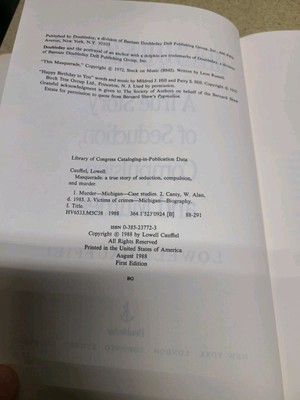 Published by Doubleday, a division of Bantam Doubleday Dell Publishing Group, Inc., 666 Fifth
Avenue, New York, N.Y. 10103
Doubleday and the portrayal of an anchor with a dolphin are trademarks of Doubleday, a division
of Bantam Doubleday Dell Publishing Group, Inc.
"This Masquerade," Copyright © 1972, Stuck on Music (BMI). Written by Leon Russell.
"Happy Birthday to You" words and music by Mildred J. Hill and Patty S. Hill. Copyright ©
Birch Tree Group Ltd., Princeton, N.J. Used by permission.
Grateful acknowledgment is given to The Society of Authors on behalf of the Bernard Shaw
Estate for permission to quote from Bernard Shaw's Pygmalion.
Library of Congress Cataloging-in-Publication Data
Cauffiel, Lowell.
Masquerade: a true story of seduction, compulsion,
and murder.
1. Murder—Michigan—Case studies. 2. Canty, W. Alan,
d. 1985. 3. Victims of crimes—Michigan—Biography.
I. Title.
HV6533.M5C28 1988 364.1'523'0924 [B] 88-291
ISBN 0-385-23772-3
Copyright © 1988 by Lowell Cauffiel
All Rights Reserved
Printed in the United States of America
August 1988
First Edition
BG